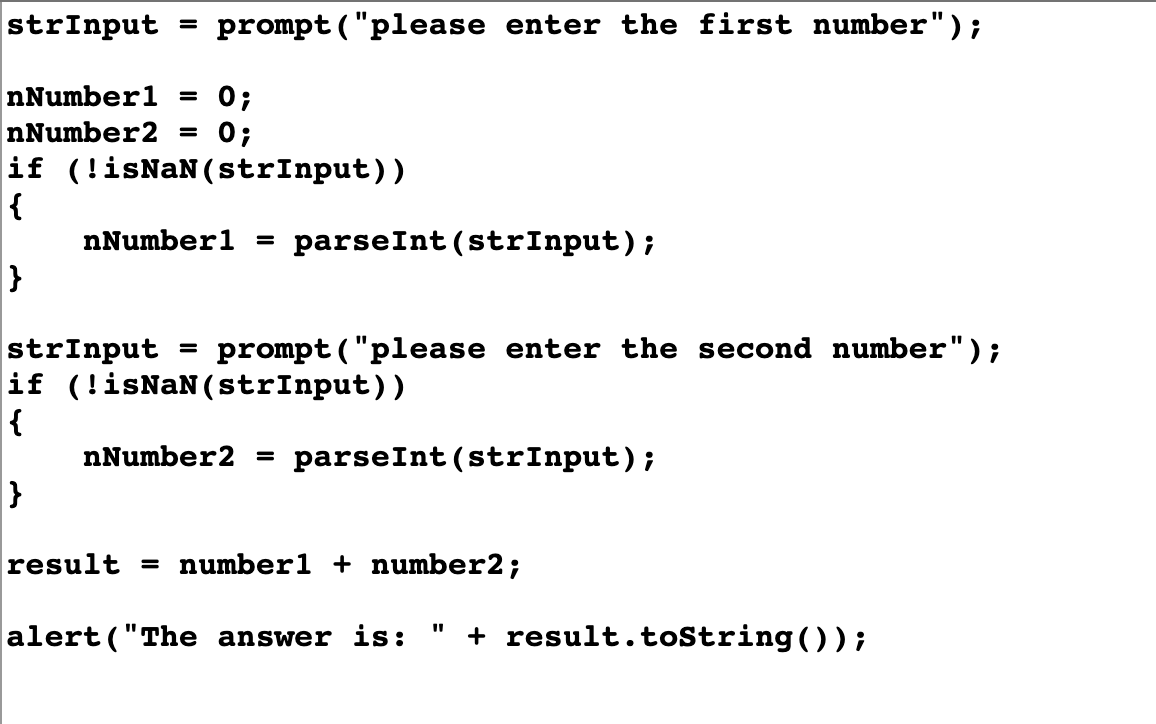 strInput = prompt("please enter the first number");
nNumber1 = 0;
nNumber2 = 0;
if (!isNaN(strInput))
{
    nNumber1 = parseInt(strInput);
}
strInput = prompt("please enter the second number");
if (!isNaN(strInput))
{
    nNumber2 = parseInt(strInput);
}
result = number1 + number2;
alert("The answer is: " + result.toString());